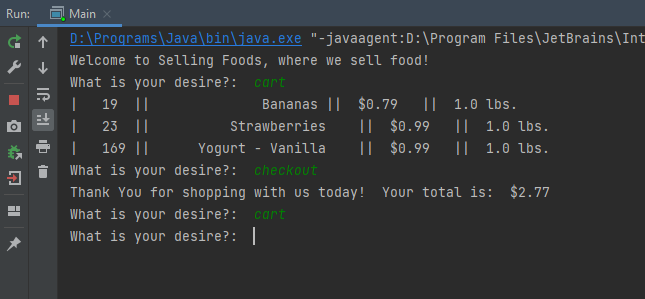 Run: Main
D:\Programs\Java\bin\java.exe "-javaagent:D:\Program Files\JetBrains\Int
Welcome to Selling Foods, where we sell food!
What is your desire?: cart
| 19 || Bananas || $0.79 || 1.0 lbs.
| 23 || Strawberries || $0.99 || 1.0 lbs.
| 169 || Yogurt - Vanilla || $0.99 || 1.0 lbs.
What is your desire?: checkout
Thank You for shopping with us today! Your total is: $2.77
What is your desire?: cart
What is your desire?: